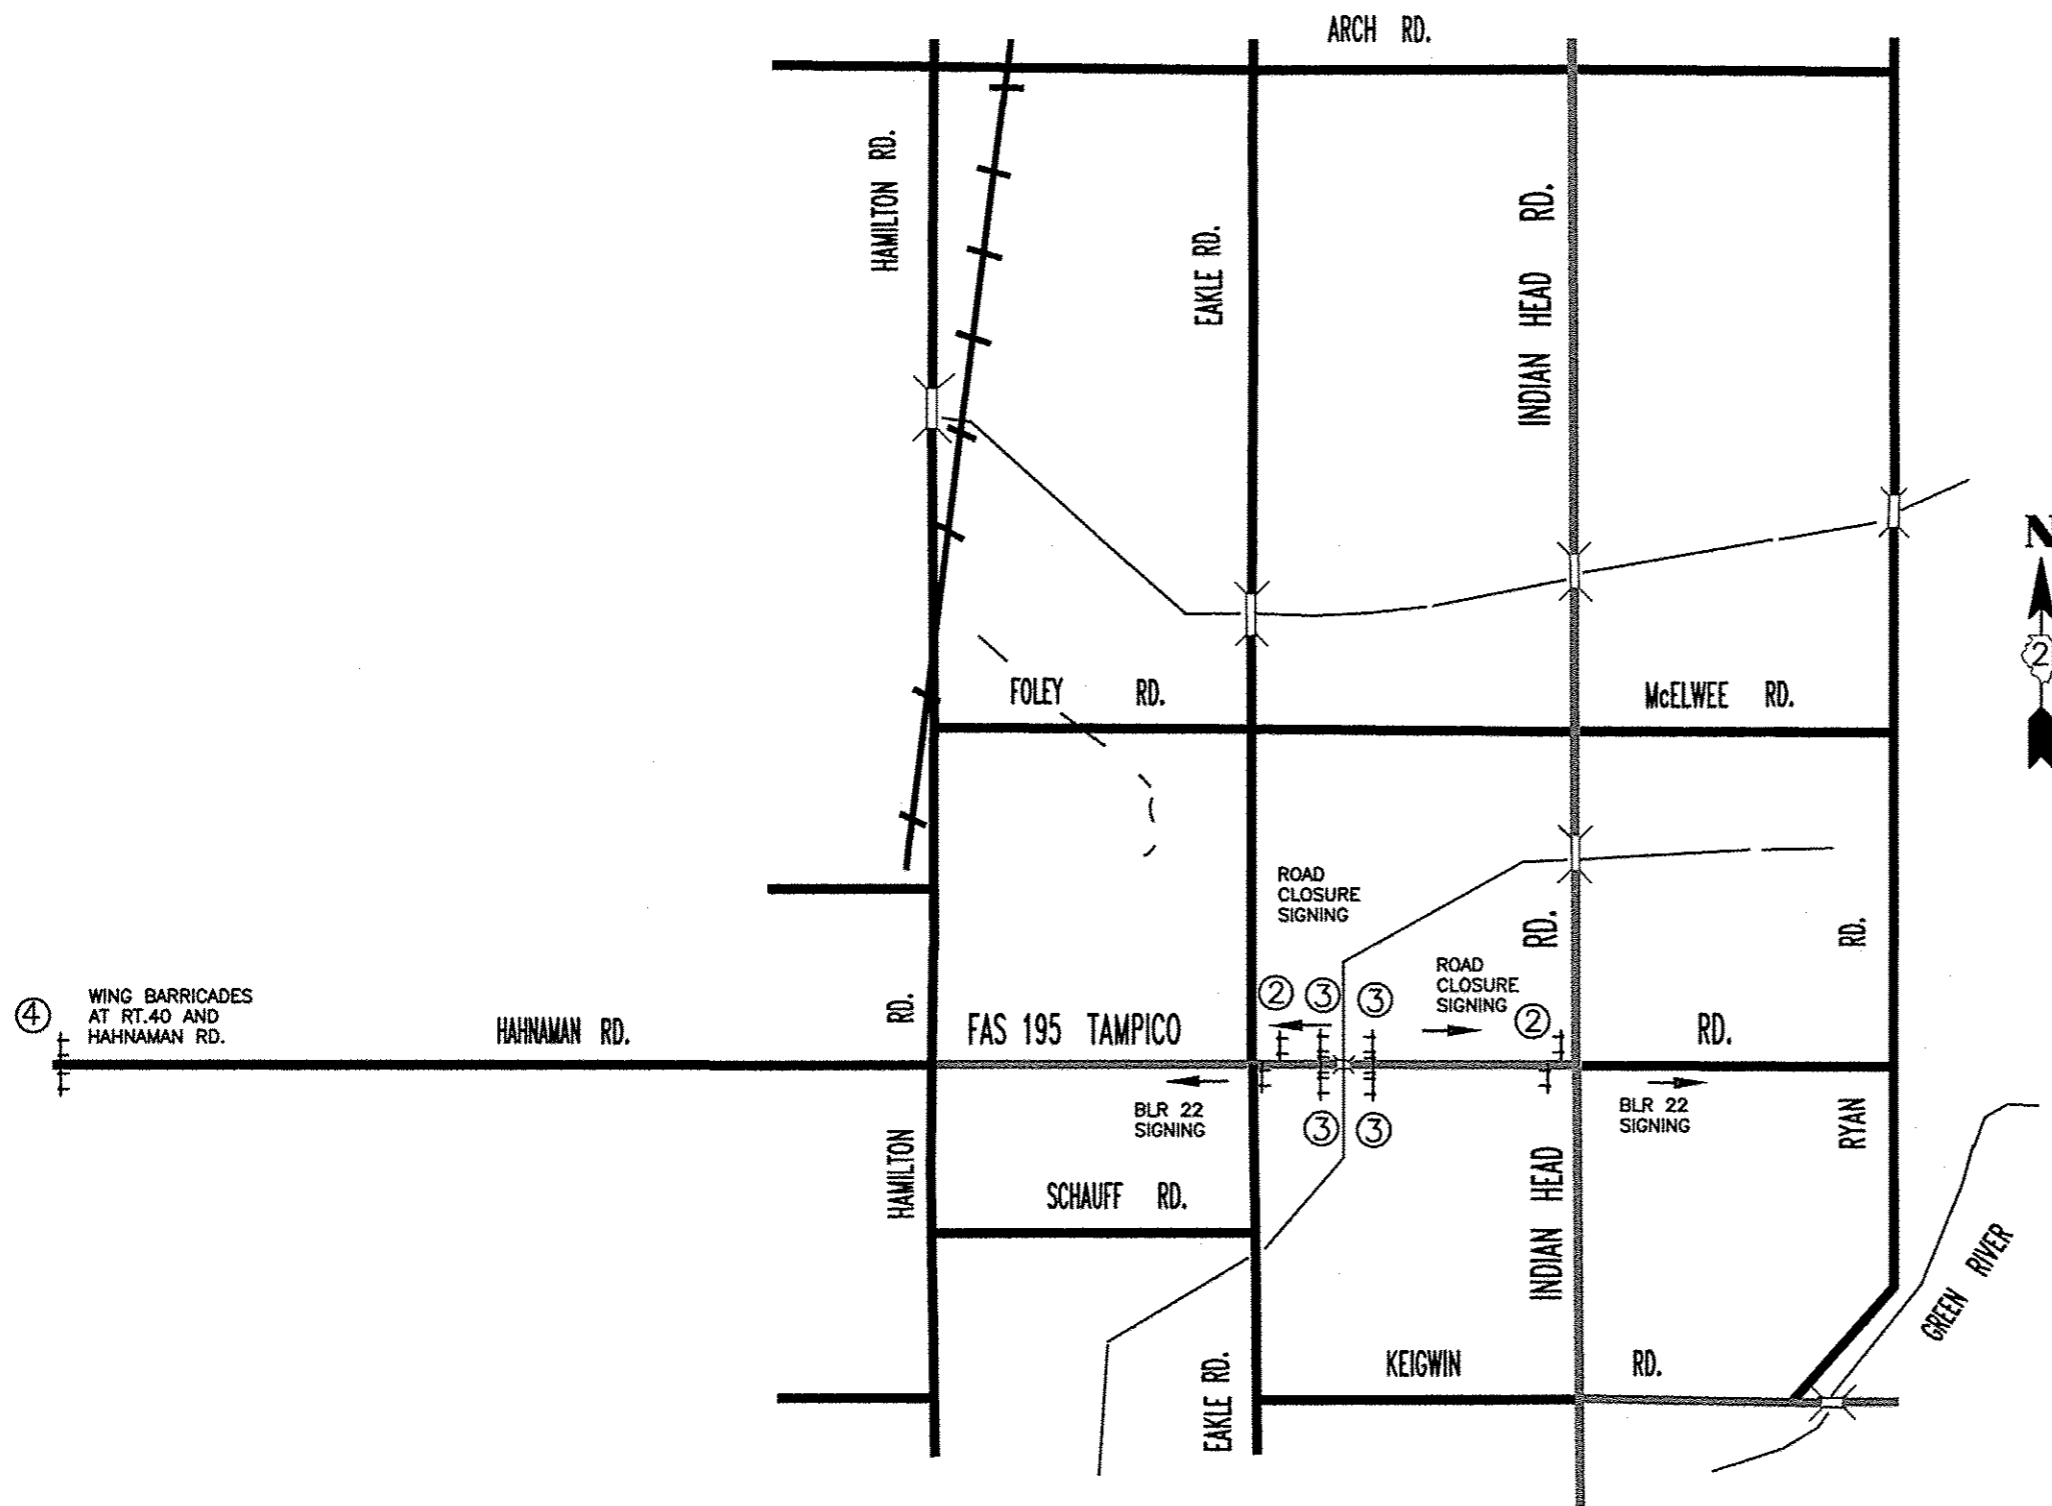 ARCH RD.
HAMILTON RD.
EAKLE RD.
INDIAN HEAD RD.
N
2
FOLEY RD.
McELWEE RD.
ROAD
CLOSURE
SIGNING
ROAD
CLOSURE
SIGNING
RD.
RD.
4
WING BARRICADES
AT RT.40 AND
HAHNAMAN RD.
HAHNAMAN RD.
RD.
FAS 195 TAMPICO
2
3
3
2
RD.
BLR 22
SIGNING
3
3
BLR 22
SIGNING
HAMILTON
RYAN
SCHAUFF RD.
INDIAN HEAD
GREEN RIVER
EAKLE RD.
KEIGWIN RD.